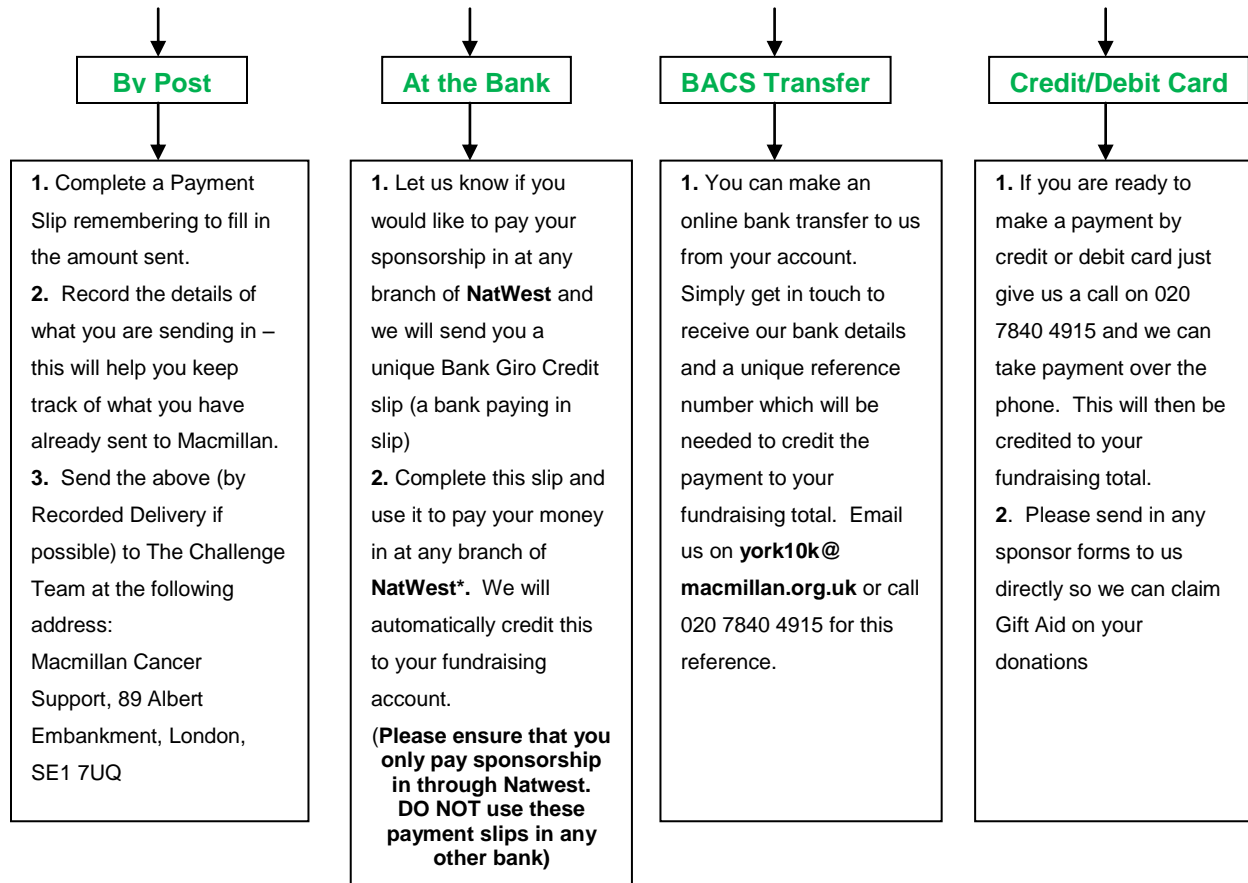 By Post
1. Complete a Payment
Slip remembering to fill in
the amount sent.
2. Record the details of
what you are sending in –
this will help you keep
track of what you have
already sent to Macmillan.
3. Send the above (by
Recorded Delivery if
possible) to The Challenge
Team at the following
address:
Macmillan Cancer
Support, 89 Albert
Embankment, London,
SE1 7UQ
At the Bank
1. Let us know if you
would like to pay your
sponsorship in at any
branch of NatWest and
we will send you a
unique Bank Giro Credit
slip (a bank paying in
slip)
2. Complete this slip and
use it to pay your money
in at any branch of
NatWest*. We will
automatically credit this
to your fundraising
account.
(Please ensure that you
only pay sponsorship
in through Natwest.
DO NOT use these
payment slips in any
other bank)
BACS Transfer
1. You can make an
online bank transfer to us
from your account.
Simply get in touch to
receive our bank details
and a unique reference
number which will be
needed to credit the
payment to your
fundraising total. Email
us on york10k@
macmillan.org.uk or call
020 7840 4915 for this
reference.
Credit/Debit Card
1. If you are ready to
make a payment by
credit or debit card just
give us a call on 020
7840 4915 and we can
take payment over the
phone. This will then be
credited to your
fundraising total.
2. Please send in any
sponsor forms to us
directly so we can claim
Gift Aid on your
donations